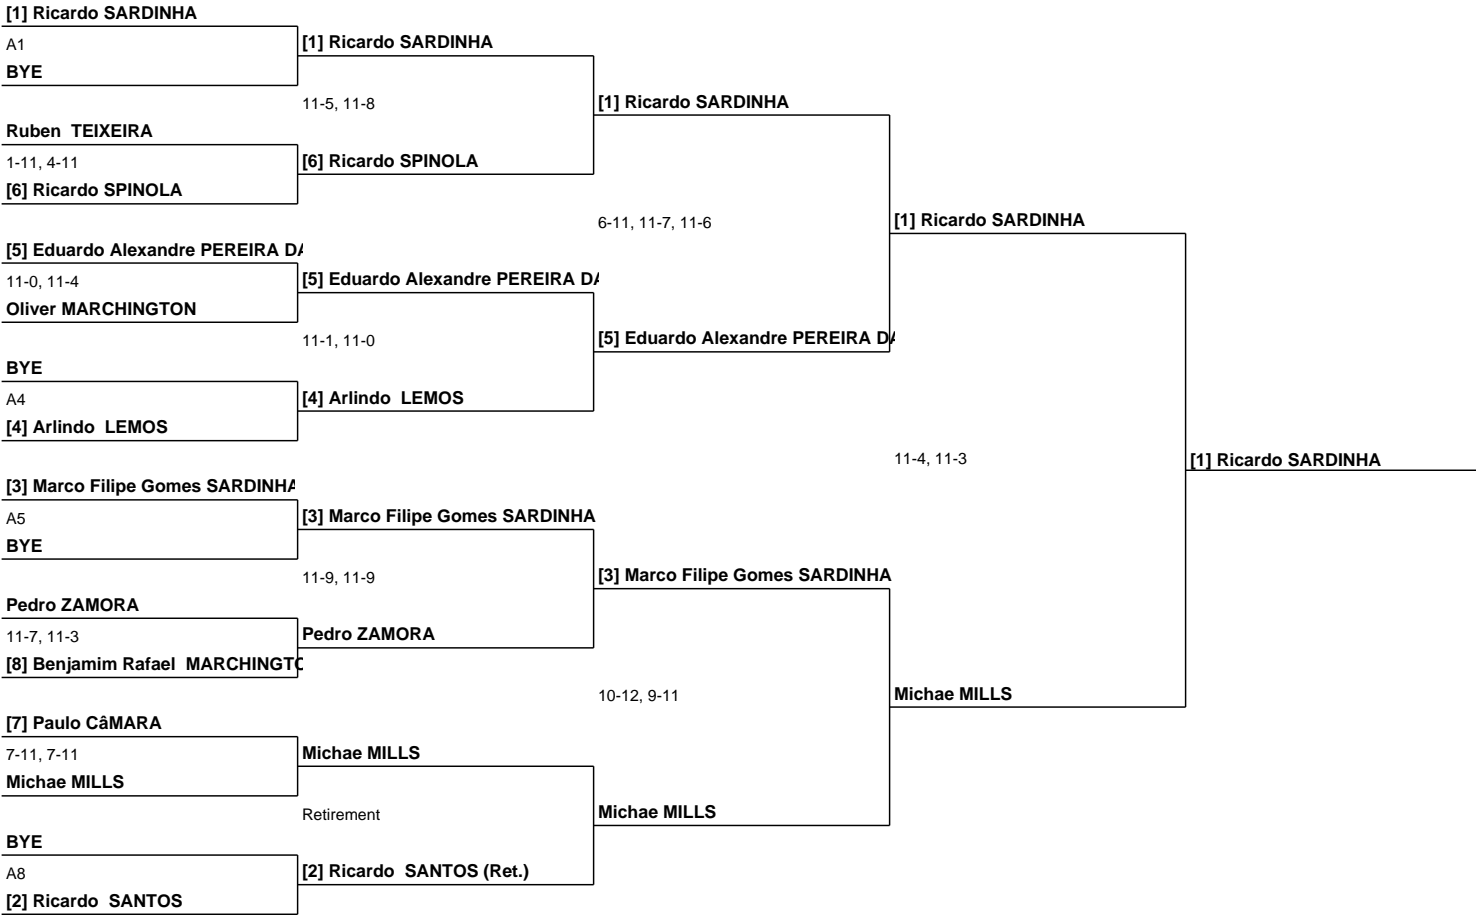 [1] Ricardo SARDINHA
A1
BYE
Ruben  TEIXEIRA
1-11, 4-11
[6] Ricardo SPINOLA
[5] Eduardo Alexandre PEREIRA DA
11-0, 11-4
Oliver MARCHINGTON
BYE
A4
[4] Arlindo  LEMOS
[3] Marco Filipe Gomes SARDINHA
A5
BYE
Pedro ZAMORA
11-7, 11-3
[8] Benjamim Rafael  MARCHINGTO
[7] Paulo CâMARA
7-11, 7-11
Michae MILLS
BYE
A8
[2] Ricardo  SANTOS
[1] Ricardo SARDINHA
11-5, 11-8
[6] Ricardo SPINOLA
[5] Eduardo Alexandre PEREIRA DA
11-1, 11-0
[4] Arlindo  LEMOS
[3] Marco Filipe Gomes SARDINHA
11-9, 11-9
Pedro ZAMORA
Michae MILLS
Retirement
[2] Ricardo  SANTOS (Ret.)
[1] Ricardo SARDINHA
6-11, 11-7, 11-6
[5] Eduardo Alexandre PEREIRA DA
[3] Marco Filipe Gomes SARDINHA
10-12, 9-11
Michae MILLS
[1] Ricardo SARDINHA
11-4, 11-3
Michae MILLS
[1] Ricardo SARDINHA